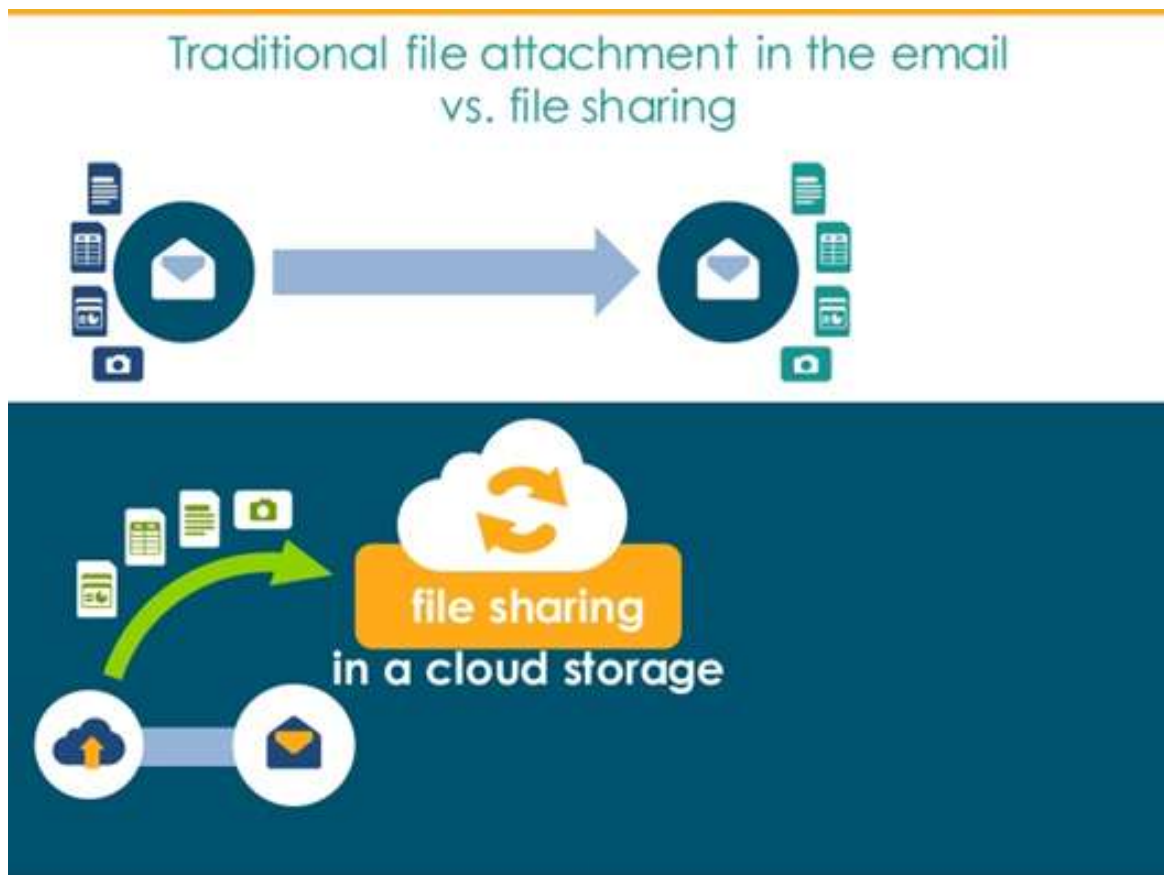 Traditional file attachment in the email
vs. file sharing
file sharing
in a cloud storage